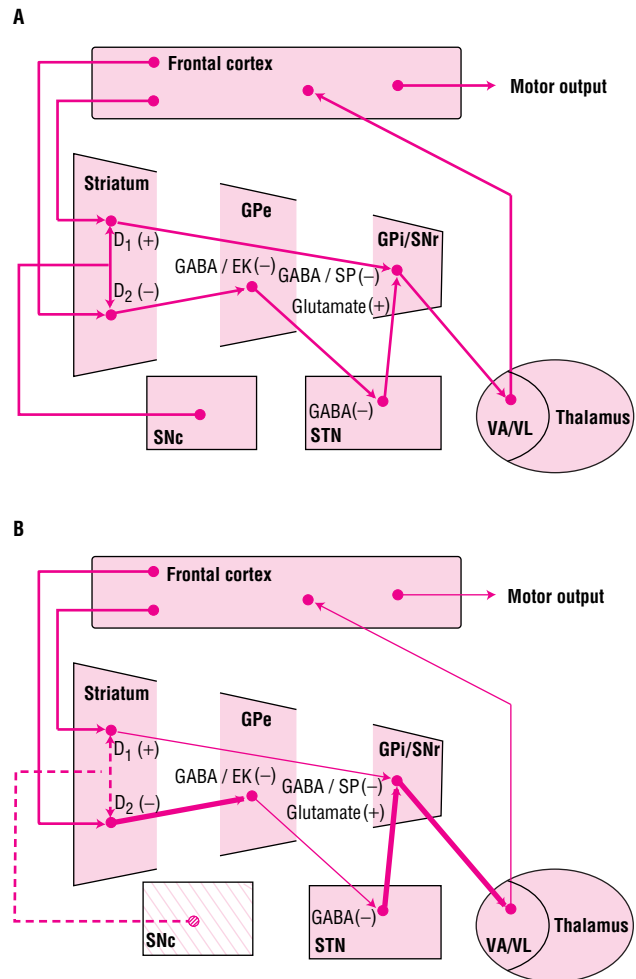 A
Frontal cortex
Motor output
Striatum
GPe
GPi/SNr
D1 (+)
GABA / EK(–)
GABA / SP(–)
D2 (–)
Glutamate(+)
GABA(–)
SNc
STN
VA/VL
Thalamus
B
Frontal cortex
Motor output
Striatum
GPe
GPi/SNr
D1 (+)
GABA / EK(–)
GABA / SP(–)
D2 (–)
Glutamate(+)
GABA(–)
SNc
STN
VA/VL
Thalamus